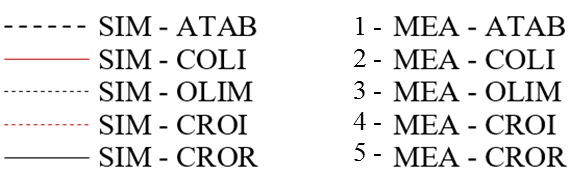 SIM - ATAB 1 - MEA - ATAB
SIM - COLI 2 - MEA - COLI
SIM - OLIM 3 - MEA - OLIM
SIM - CROI 4 - MEA - CROI
SIM - CROR 5 - MEA - CROR